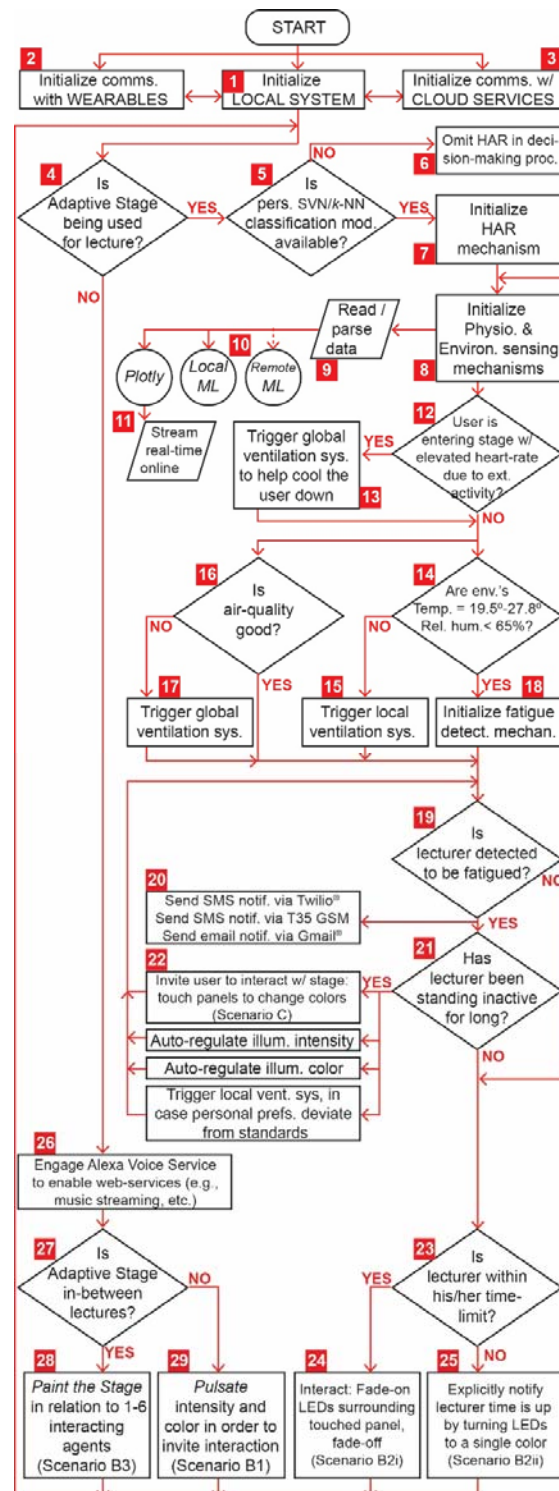 START
2
Initialize comms.
with WEARABLES
1
Initialize
LOCAL SYSTEM
3
Initialize comms. w/
CLOUD SERVICES
4
Is
Adaptive Stage
being used
for lecture?
YES
NO
5
Is
pers. SVN/k-NN
classification mod.
available?
NO
YES
Omit HAR in deci-
sion-making proc.
6
Initialize
HAR
mechanism
7
Initialize
Physio. &
Environ. sensing
mechanisms
8
Read /
parse
data
9
10
Plotly
Local
ML
Remote
ML
11
Stream
real-time
online
12
User is
entering stage w/
elevated heart-rate
due to ext.
activity?
YES
NO
Trigger global
ventilation sys.
to help cool the
user down
13
16
Is
air-quality
good?
NO
YES
14
Are env.'s
Temp. = 19.5º-27.8º
Rel. hum.< 65%?
NO
YES
17
Trigger global
ventilation sys.
15
Trigger local
ventilation sys.
18
Initialize fatigue
detect. mechan.
19
Is
lecturer detected
to be fatigued?
NO
YES
20
Send SMS notif. via Twilio®
Send SMS notif. via T35 GSM
Send email notif. via Gmail®
21
Has
lecturer been
standing inactive
for long?
YES
NO
22
Invite user to interact w/ stage:
touch panels to change colors
(Scenario C)
Auto-regulate illum. intensity
Auto-regulate illum. color
Trigger local vent. sys, in
case personal prefs. deviate
from standards
26
Engage Alexa Voice Service
to enable web-services (e.g.,
music streaming, etc.)
27
Is
Adaptive Stage
in-between
lectures?
NO
YES
23
Is
lecturer within
his/her time-
limit?
YES
NO
28
Paint the Stage
in relation to 1-6
interacting
agents
(Scenario B3)
29
Pulsate
intensity and
color in order to
invite interaction
(Scenario B1)
24
Interact: Fade-on
LEDs surrounding
touched panel,
fade-off
(Scenario B2i)
25
Explicitly notify
lecturer time is up
by turning LEDs
to a single color
(Scenario B2ii)